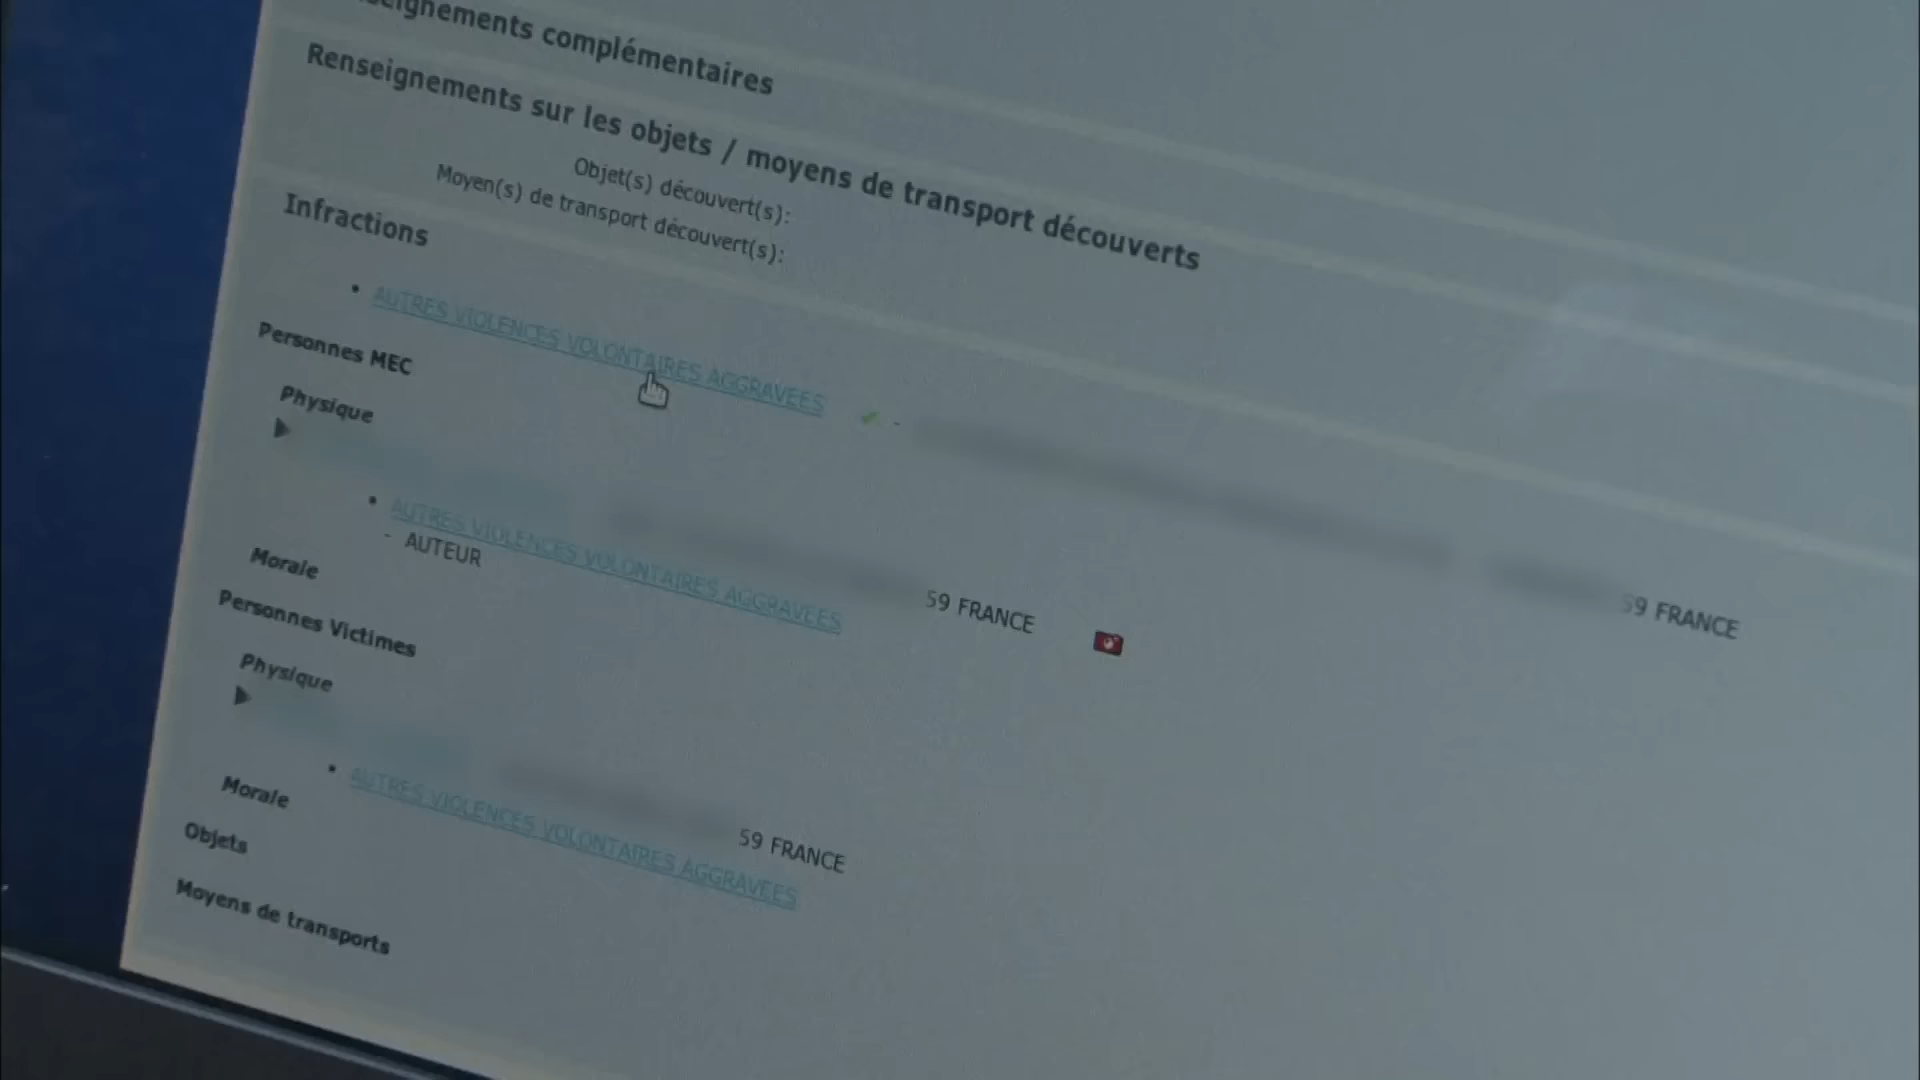 complémentaires
Renseignements sur les objets / moyens de transport découverts
Objet(s) découvert(s):
Moyen(s) de transport découvert(s):
Infractions
• AUTRES VIOLENCES VOLONTAIRES AGGRAVEES
- 59 FRANCE
Personnes MEC
Physique
59 FRANCE
• AUTRES VIOLENCES VOLONTAIRES AGGRAVEES
- AUTEUR
Morale
Personnes Victimes
Physique
59 FRANCE
• AUTRES VIOLENCES VOLONTAIRES AGGRAVEES
Morale
Objets
Moyens de transports